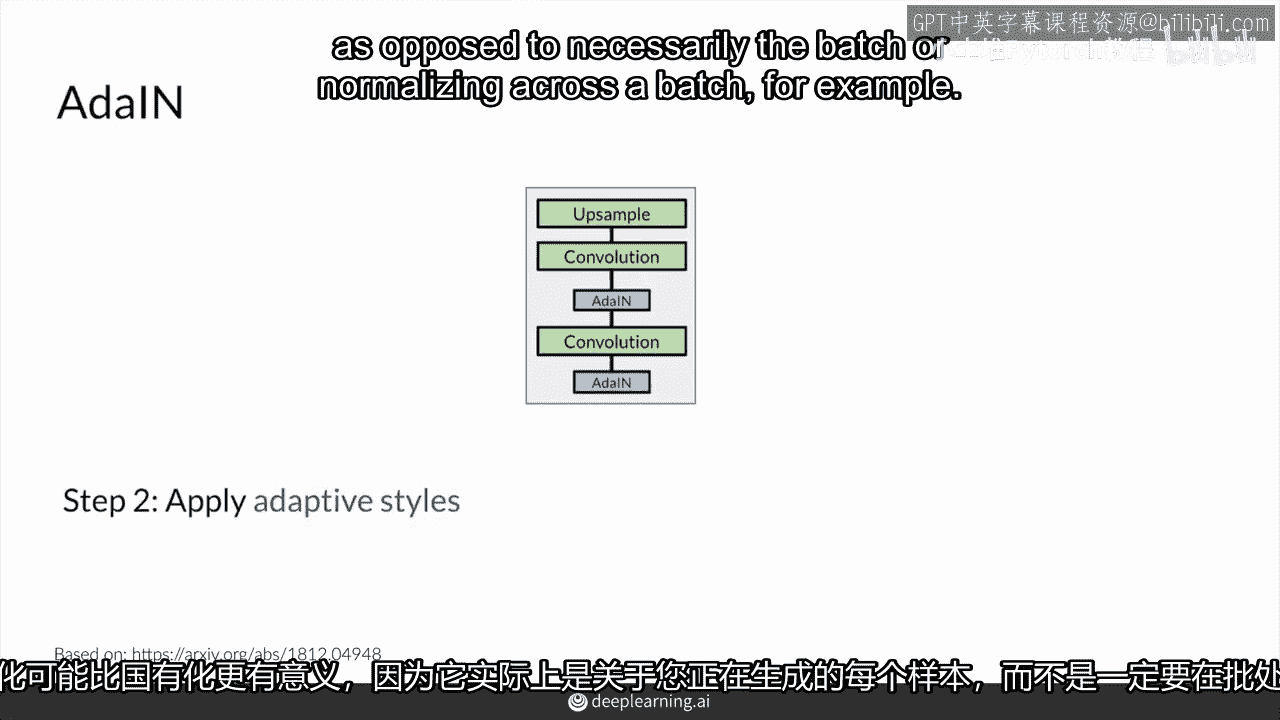 GPT中英字幕课程资源@bilibili.com
as opposed to necessarily the batch or
normalizing across a batch, for example.
AdaIN
Upsample
Convolution
AdaIN
Convolution
AdaIN
Step 2: Apply adaptive styles
Based on: https://arxiv.org/abs/1812.04948
化可能比国有化更有意义，因为它实际上是关于您正在生成的每个样本，而不是一定要在批处
deeplearning.ai